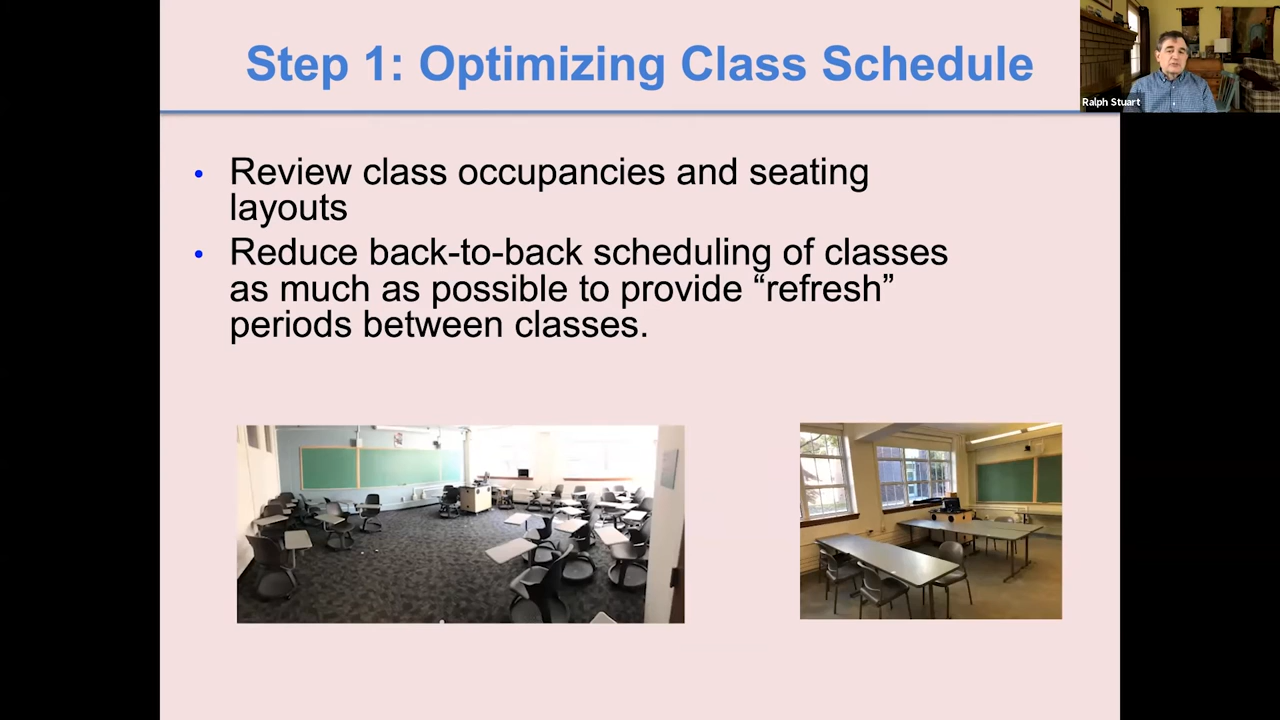 Step 1: Optimizing Class Schedule
Ralph Stuart
• Review class occupancies and seating
layouts
• Reduce back-to-back scheduling of classes
as much as possible to provide “refresh”
periods between classes.